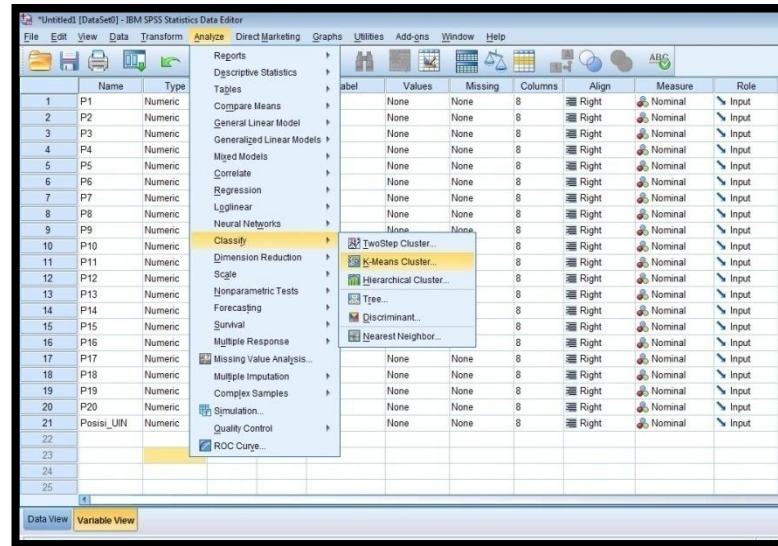 *Untitled1 [DataSet0] - IBM SPSS Statistics Data Editor
File Edit View Data Transform Analyze Direct Marketing Graphs Utilities Add-ons Window Help
Reports
Descriptive Statistics
Tables
Compare Means
General Linear Model
Generalized Linear Models
Mixed Models
Correlate
Regression
Loglinear
Neural Networks
Classify
Dimension Reduction
Scale
Nonparametric Tests
Forecasting
Survival
Multiple Response
Missing Value Analysis...
Multiple Imputation
Complex Samples
Simulation...
Quality Control
ROC Curve...
TwoStep Cluster...
K-Means Cluster...
Hierarchical Cluster...
Tree...
Discriminant...
Nearest Neighbor...
Name Type abel Values Missing Columns Align Measure Role
1 P1 Numeric None None 8 Right Nominal Input
2 P2 Numeric None None 8 Right Nominal Input
3 P3 Numeric None None 8 Right Nominal Input
4 P4 Numeric None None 8 Right Nominal Input
5 P5 Numeric None None 8 Right Nominal Input
6 P6 Numeric None None 8 Right Nominal Input
7 P7 Numeric None None 8 Right Nominal Input
8 P8 Numeric None None 8 Right Nominal Input
9 P9 Numeric None None 8 Right Nominal Input
10 P10 Numeric 8 Right Nominal Input
11 P11 Numeric 8 Right Nominal Input
12 P12 Numeric 8 Right Nominal Input
13 P13 Numeric 8 Right Nominal Input
14 P14 Numeric 8 Right Nominal Input
15 P15 Numeric 8 Right Nominal Input
16 P16 Numeric 8 Right Nominal Input
17 P17 Numeric None None 8 Right Nominal Input
18 P18 Numeric None None 8 Right Nominal Input
19 P19 Numeric None None 8 Right Nominal Input
20 P20 Numeric None None 8 Right Nominal Input
21 Posisi_UIN Numeric None None 8 Right Nominal Input
22
23
24
25
Data View Variable View